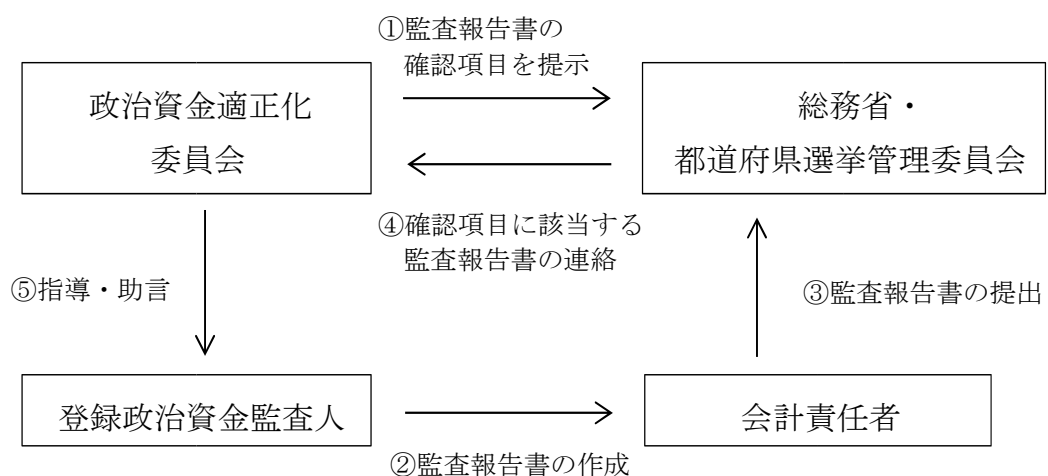 ①監査報告書の
確認項目を提示
政治資金適正化
委員会
総務省・
都道府県選挙管理委員会
④確認項目に該当する
監査報告書の連絡
⑤指導・助言
③監査報告書の提出
登録政治資金監査人
会計責任者
②監査報告書の作成